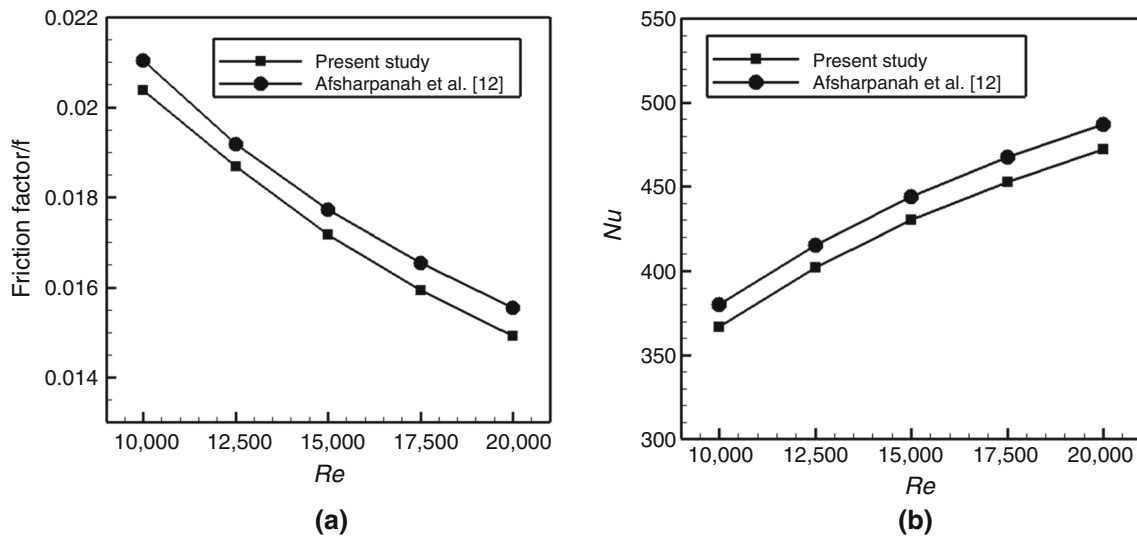 0.022
0.02
0.018
0.016
0.014
Friction factor/f
Present study
Afsharpanah et al. [12]
10,000
12,500
15,000
17,500
20,000
Re
(a)
550
500
450
400
350
300
Nu
Present study
Afsharpanah et al. [12]
10,000
12,500
15,000
17,500
20,000
Re
(b)